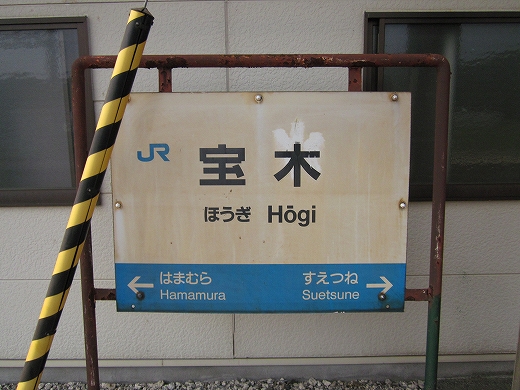 JR 宝木
ほうぎ Hōgi
← はまむら すえつね →
Hamamura Suetsune